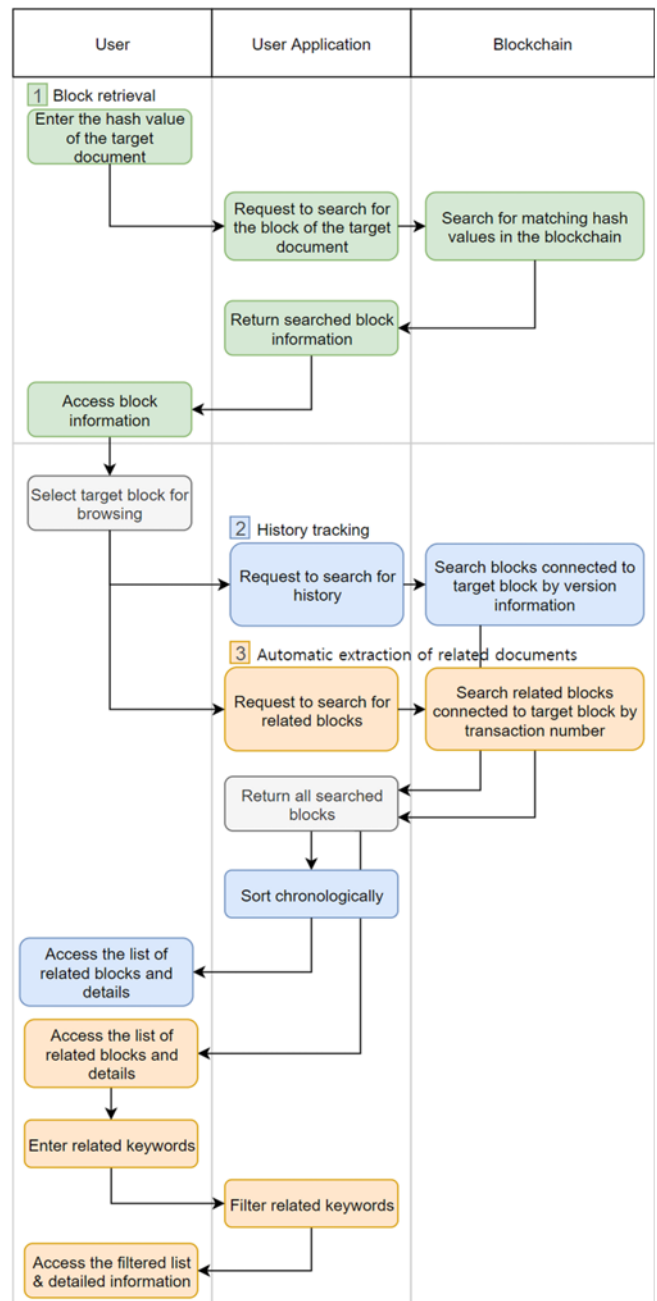 User
User Application
Blockchain
1 Block retrieval
Enter the hash value
of the target
document
Request to search for
the block of the target
document
Search for matching hash
values in the blockchain
Return searched block
information
Access block
information
Select target block for
browsing
2 History tracking
Request to search for
history
Search blocks connected to
target block by version
information
3 Automatic extraction of related documents
Request to search for
related blocks
Search related blocks
connected to target block by
transaction number
Return all searched
blocks
Sort chronologically
Access the list of
related blocks and
details
Access the list of
related blocks and
details
Enter related keywords
Filter related keywords
Access the filtered list
& detailed information